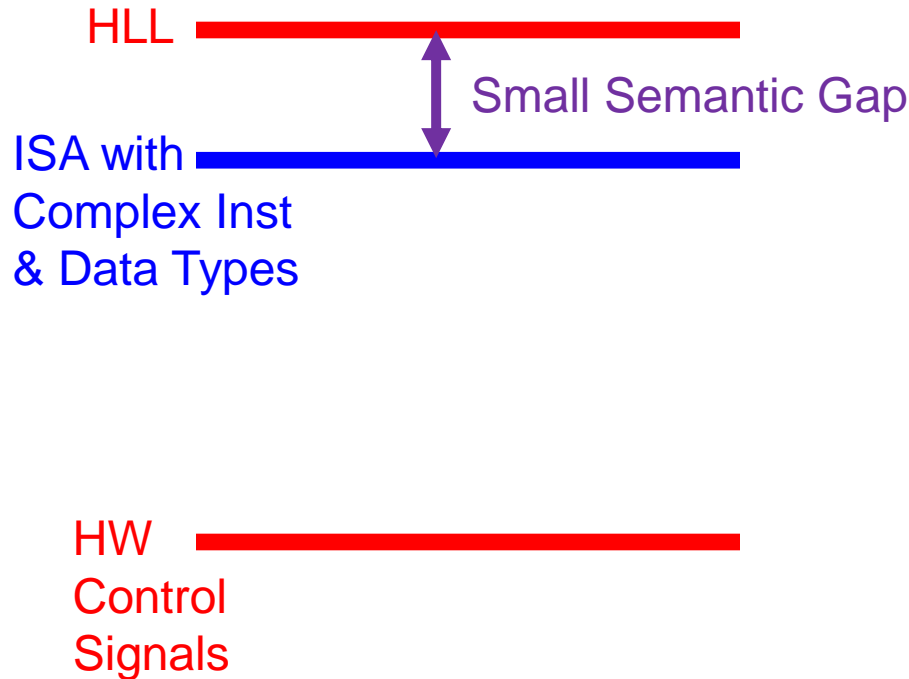 HLL
Small Semantic Gap
ISA with
Complex Inst
& Data Types
HW
Control
Signals